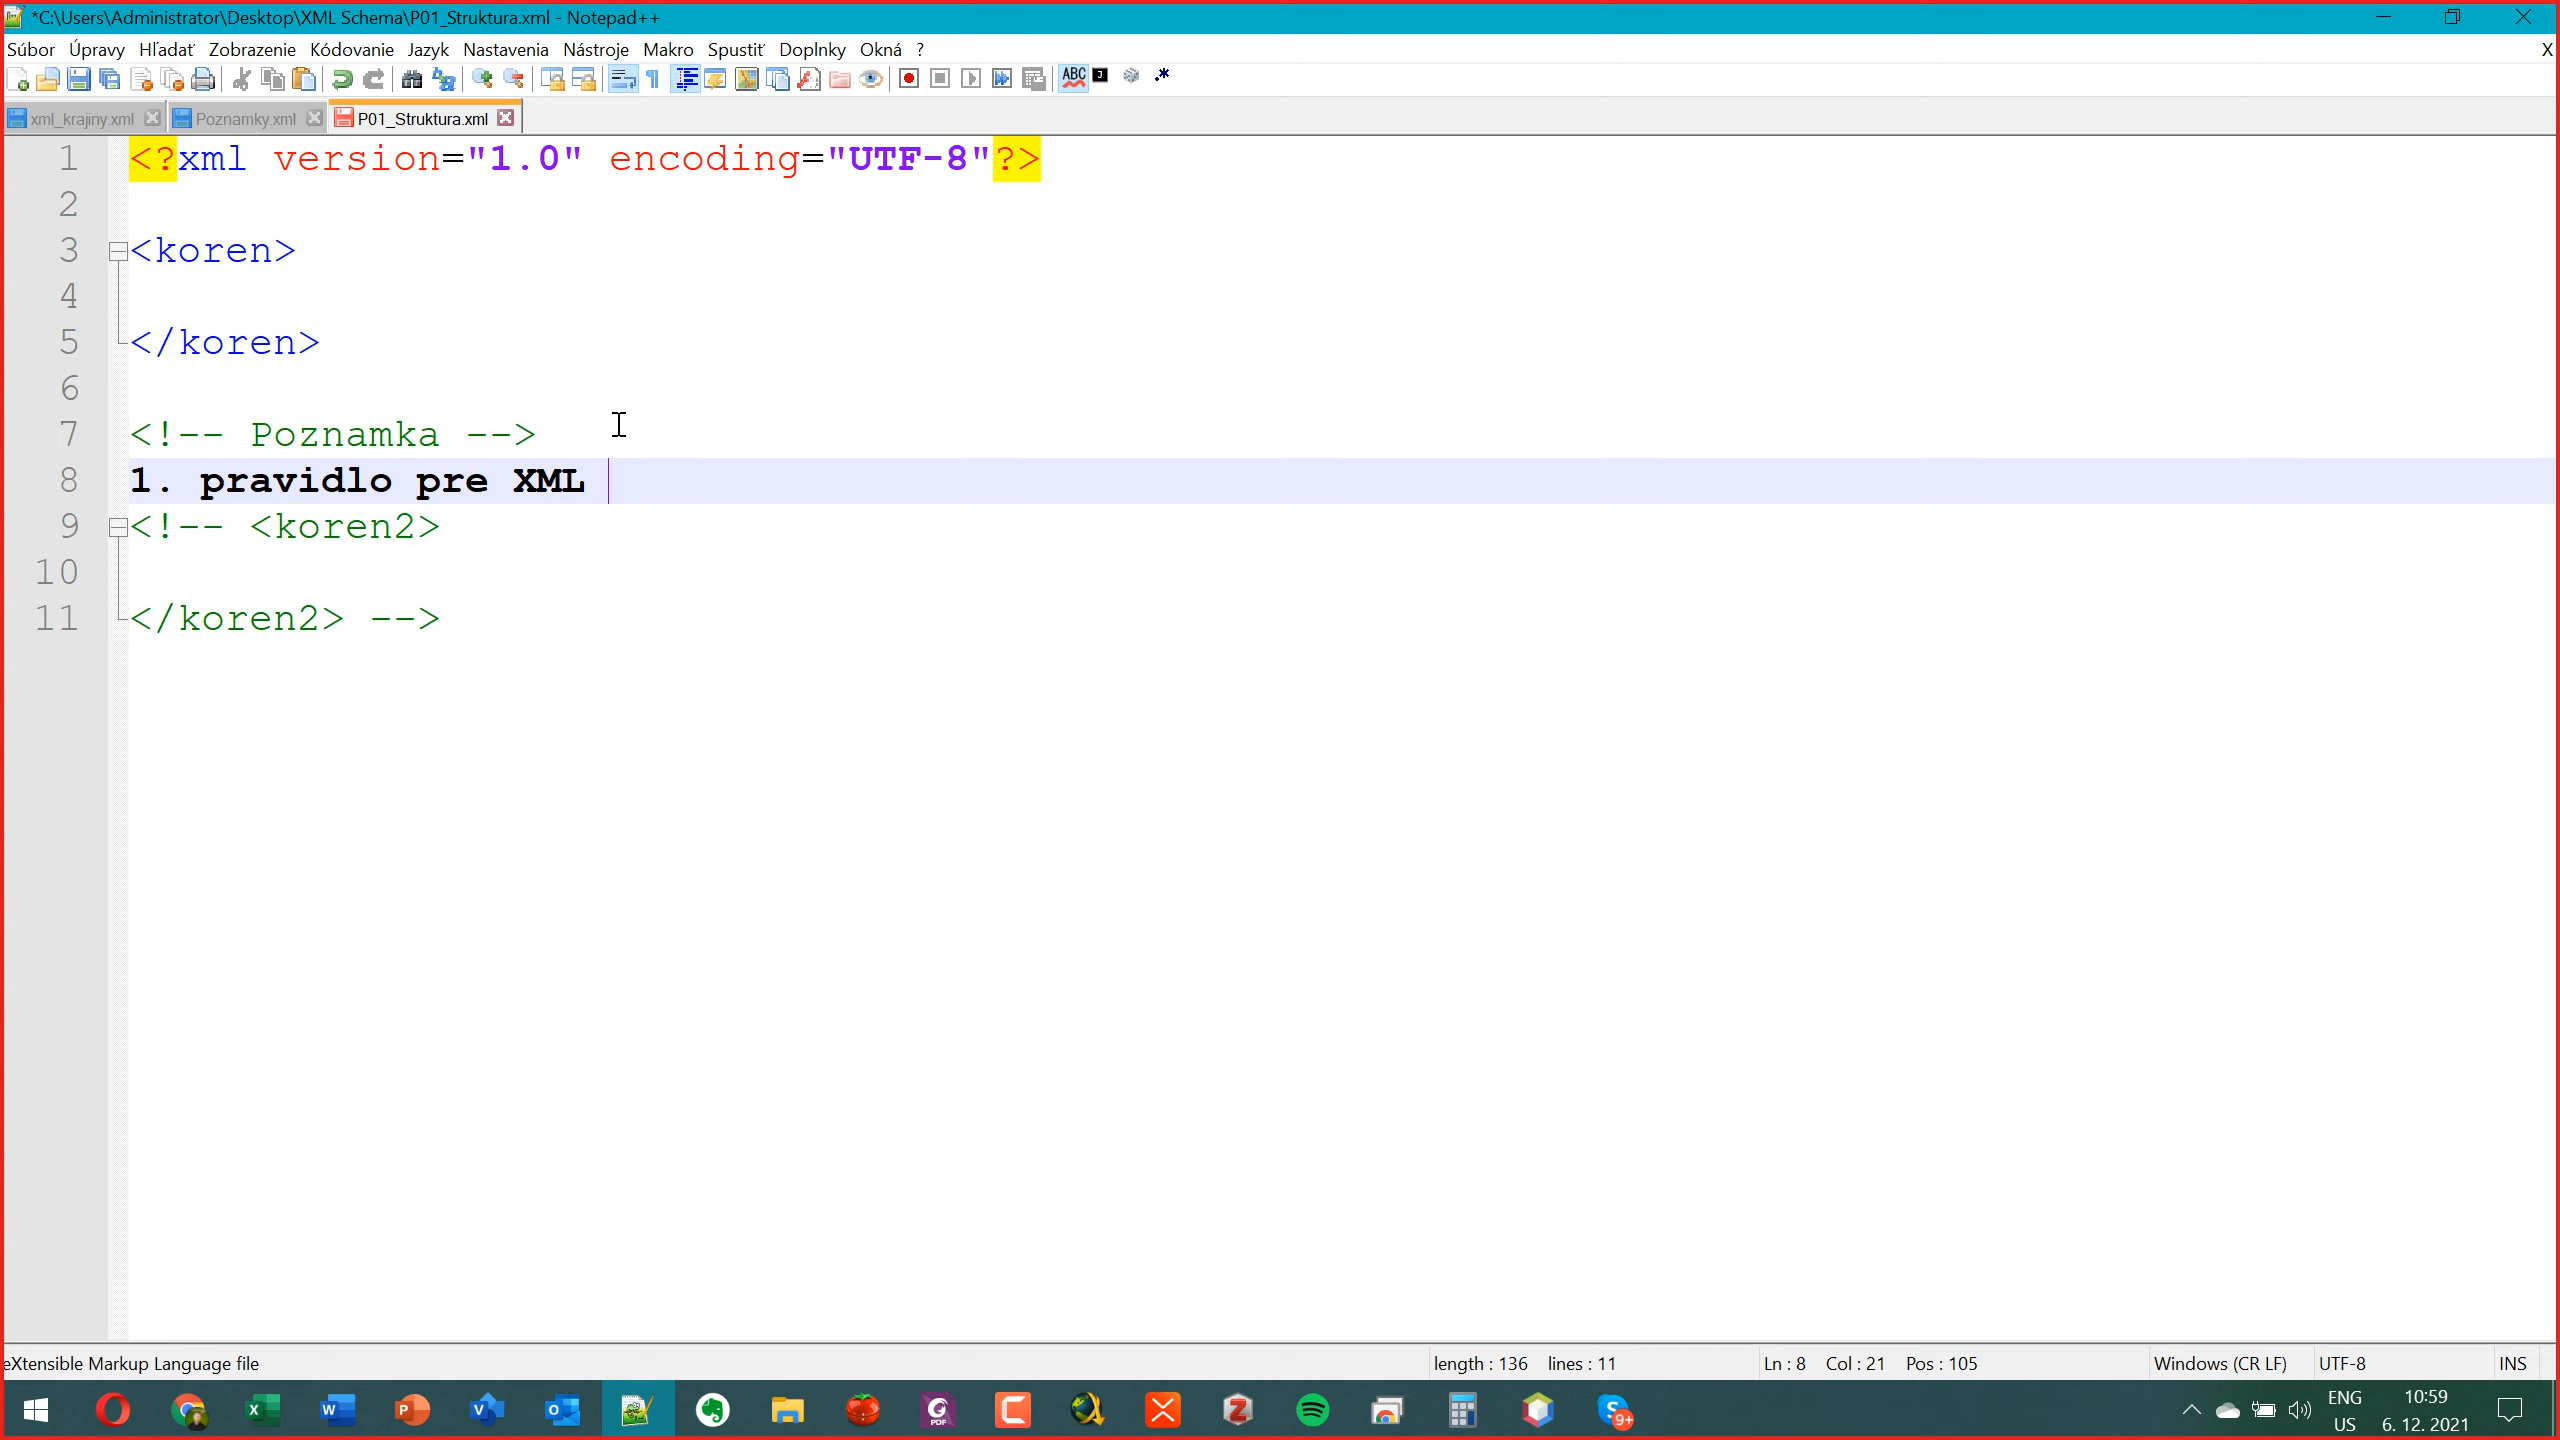 *C:\Users\Administrator\Desktop\XML Schema\P01_Struktura.xml - Notepad++
Súbor Úpravy Hľadať Zobrazenie Kódovanie Jazyk Nastavenia Nástroje Makro Spustiť Doplnky Okná ? X
xml_krajiny.xml Poznamky.xml P01_Struktura.xml
1 <?xml version="1.0" encoding="UTF-8"?>
2
3 <koren>
4
5 </koren>
6
7 <!-- Poznamka -->
8 1. pravidlo pre XML
9 <!-- <koren2>
10
11 </koren2> -->
eXtensible Markup Language file length : 136 lines : 11 Ln : 8 Col : 21 Pos : 105 Windows (CR LF) UTF-8 INS
ENG 10:59
US 6. 12. 2021